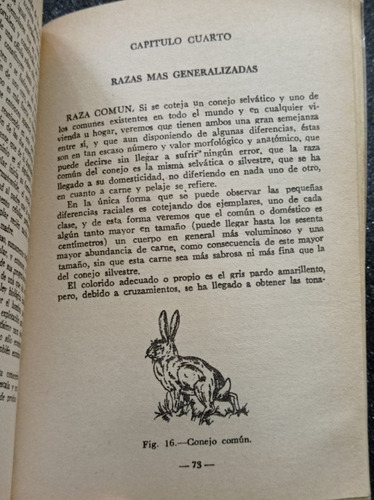 CAPITULO CUARTO
RAZAS MAS GENERALIZADAS
RAZA COMUN. Si se coteja un conejo selvático y uno de
los comunes existentes en todo el mundo y en cualquier vi-
vienda u hogar, veremos que tienen ambos una gran semejanza
entre sí, y que aun disponiendo de algunas diferencias, éstas
son en tan escaso número y valor morfológico y anatómico, que
puede decirse sin llegar a sufrir ningún error, que la raza
común del conejo es la misma selvática o silvestre, que se ha
llegado a su domesticidad, no difiriendo en nada uno de otro,
en cuanto a carne y pelaje se refiere.
En la única forma que se puede observar las pequeñas
diferencias raciales es cotejando dos ejemplares, uno de cada
clase, y de esta forma veremos que el común o doméstico es
algún tanto mayor en tamaño (puede llegar hasta los sesenta
centímetros) un cuerpo en general más voluminoso y una
mayor abundancia de carne, como consecuencia de este mayor
tamaño, sin que esta carne sea más sabrosa ni más fina que la
del conejo silvestre.
El colorido adecuado o propio es el gris pardo amarillento,
pero, debido a cruzamientos, se ha llegado a obtener las tona-
Fig. 16.—Conejo común.
— 73 —